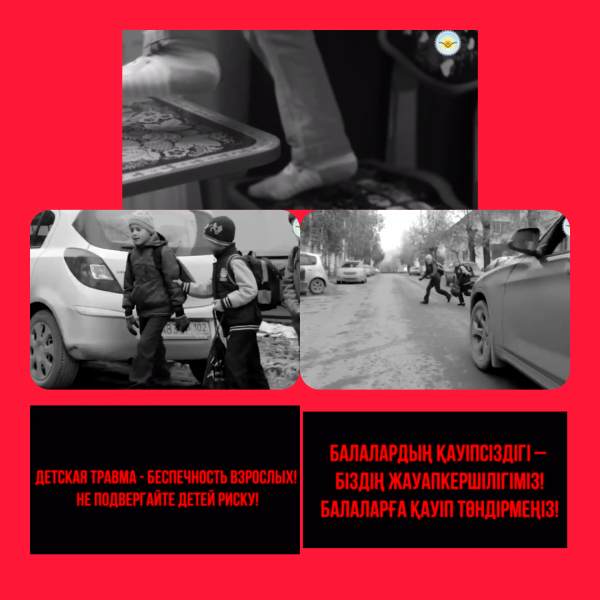 ДЕТСКАЯ ТРАВМА - БЕСПЕЧНОСТЬ ВЗРОСЛЫХ!
НЕ ПОДВЕРГАЙТЕ ДЕТЕЙ РИСКУ!
БАЛАЛАРДЫҢ ҚАУІПСІЗДІГІ –
БІЗДІҢ ЖАУАПКЕРШІЛІГІМІЗ!
БАЛАЛАРҒА ҚАУІП ТӨНДІРМЕҢІЗ!